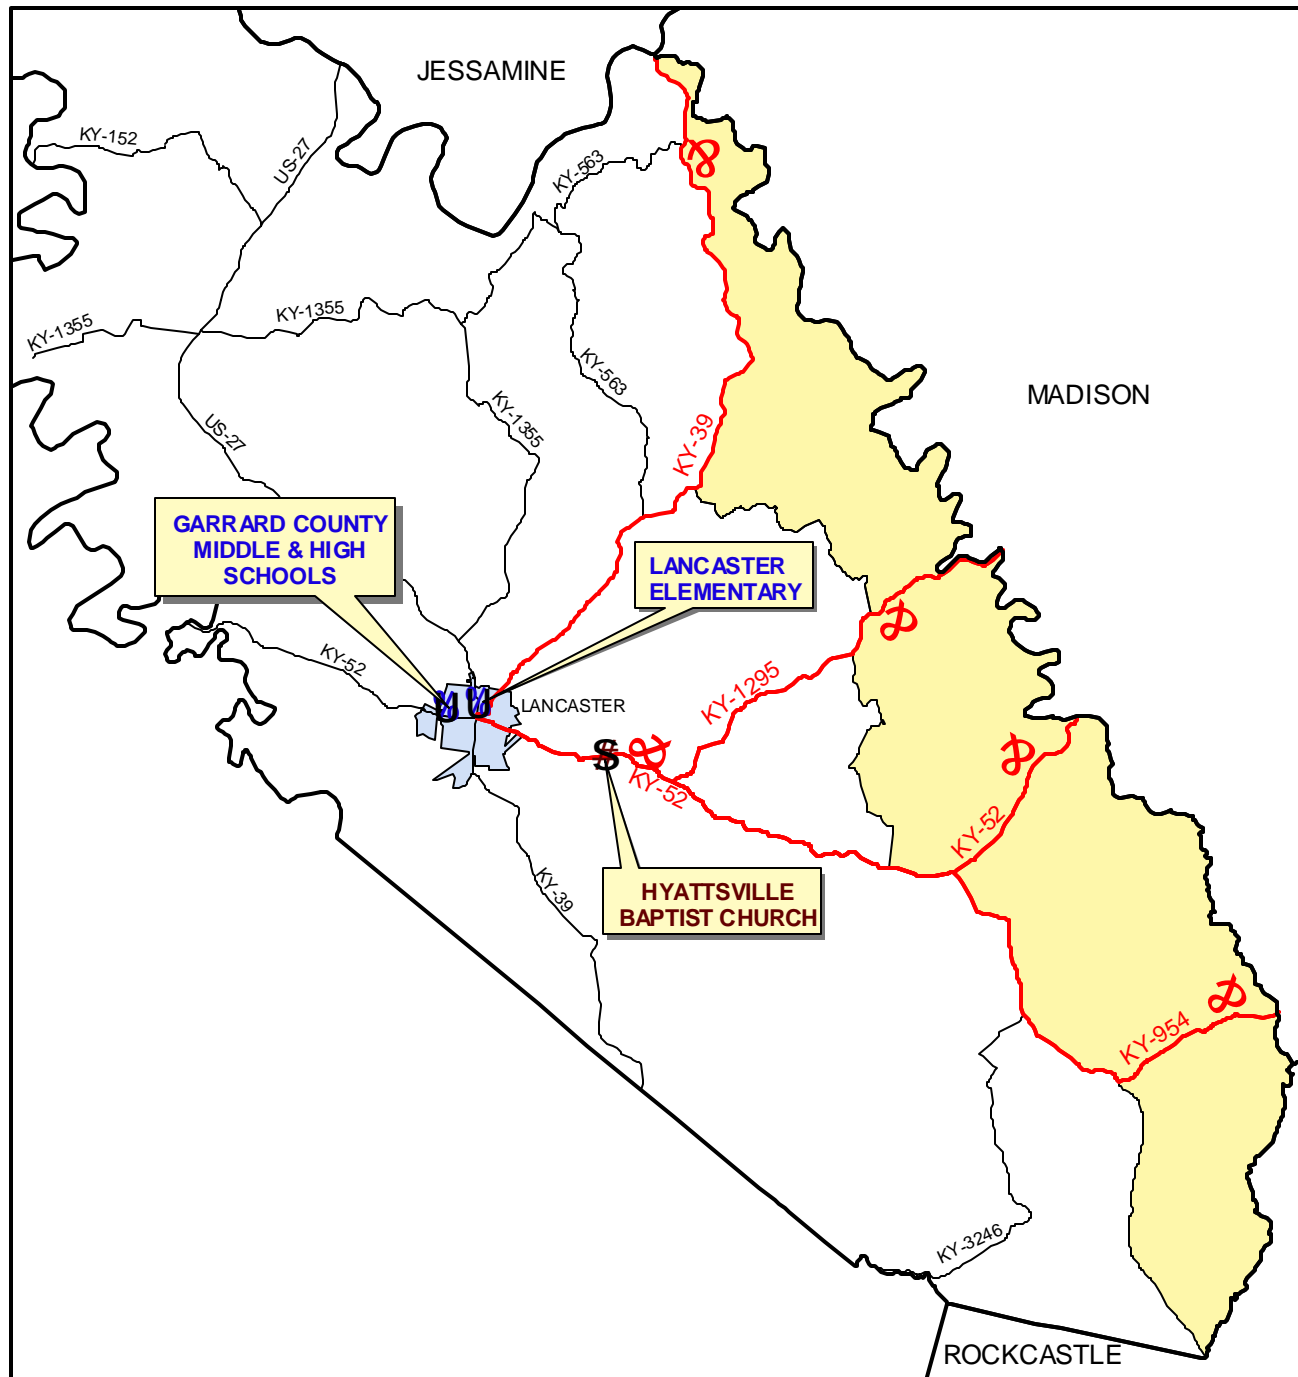 JESSAMINE
KY-152
US-27
KY-563
KY-1355
KY-1355
KY-563
MADISON
KY-1355
US-27
KY-39
GARRARD COUNTY
MIDDLE & HIGH
SCHOOLS
LANCASTER
ELEMENTARY
KY-52
KY-1295
LANCASTER
KY-52
KY-52
KY-39
HYATTSVILLE
BAPTIST CHURCH
KY-954
KY-3246
ROCKCASTLE